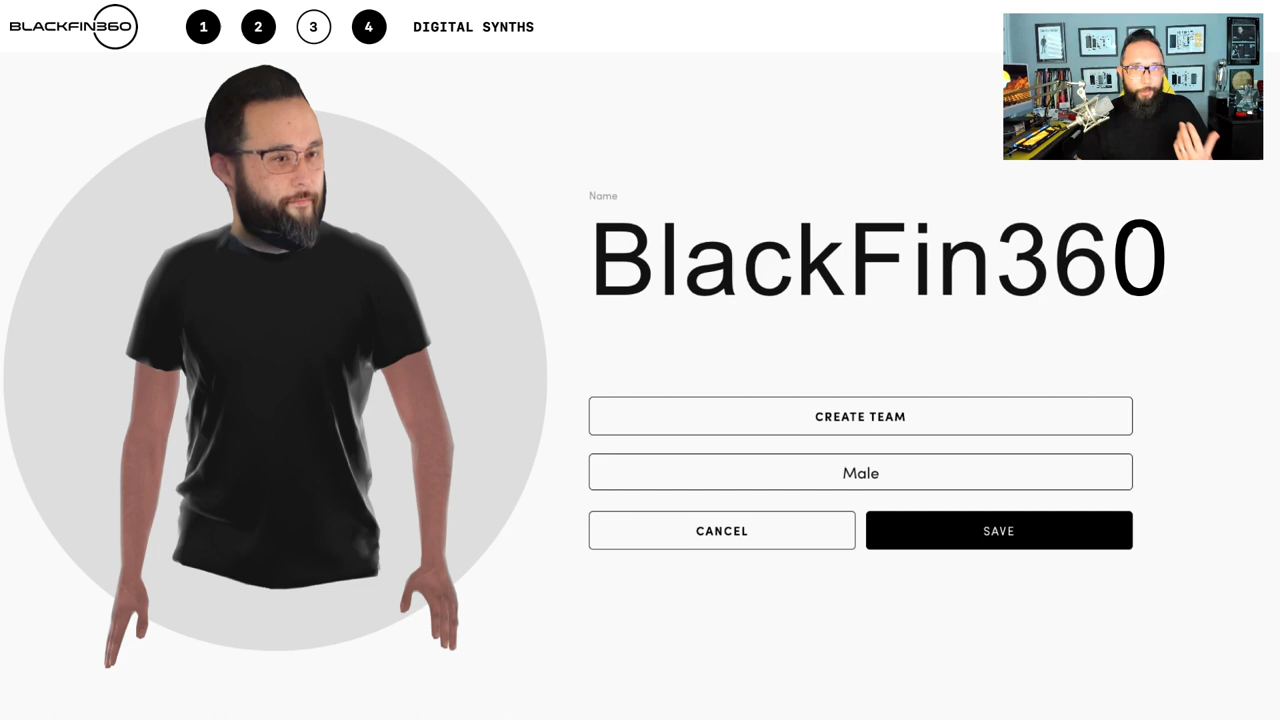 BLACKFIN360
1 2 3 4 DIGITAL SYNTHS
Name
BlackFin360
CREATE TEAM
Male
CANCEL SAVE